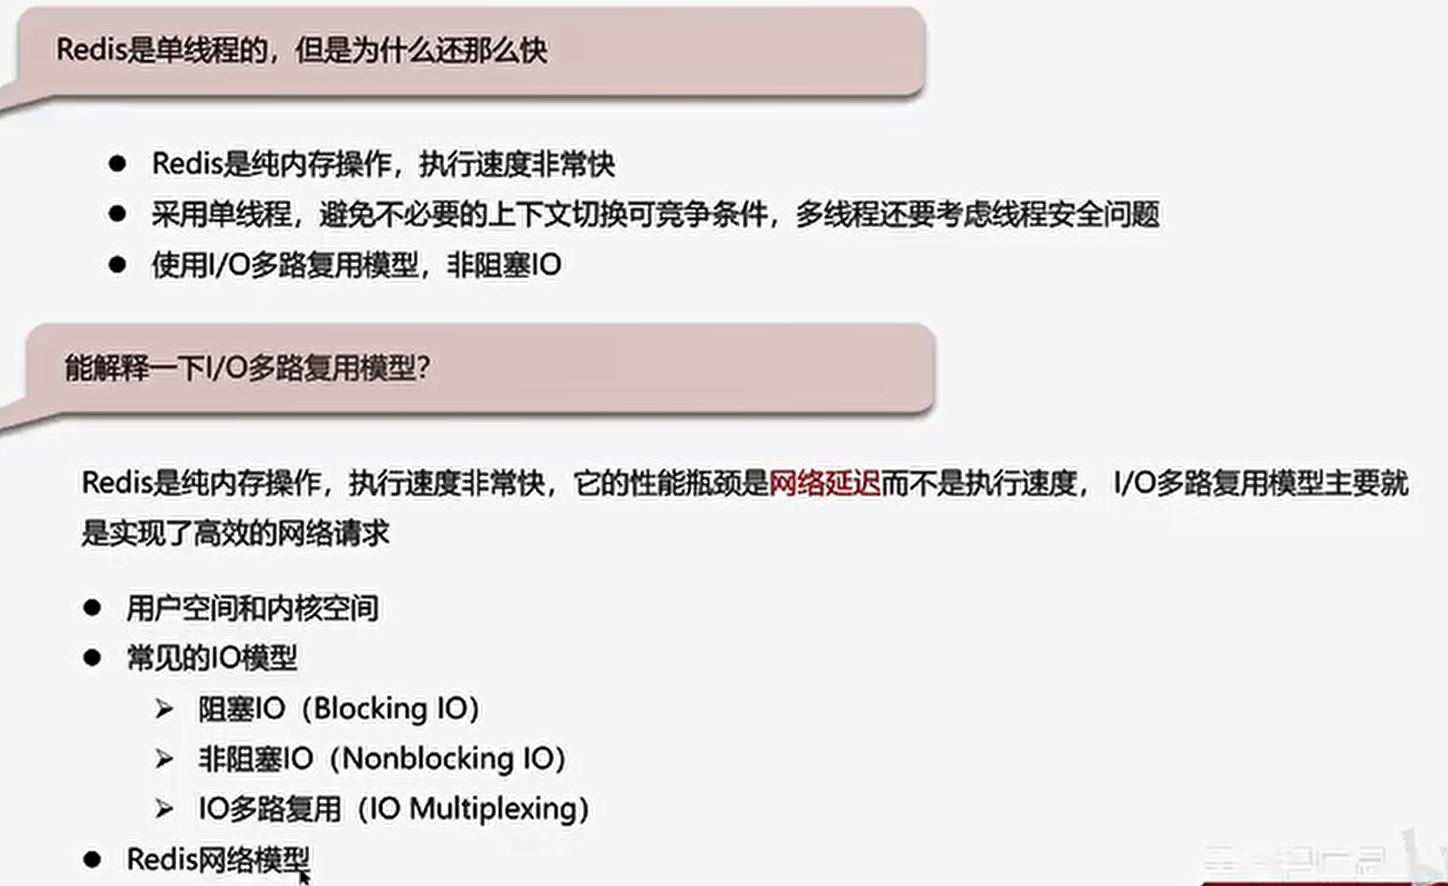 Redis是单线程的，但是为什么还那么快
Redis是纯内存操作，执行速度非常快
采用单线程，避免不必要的上下文切换可竞争条件，多线程还要考虑线程安全问题
使用I/O多路复用模型，非阻塞IO
能解释一下I/O多路复用模型？
Redis是纯内存操作，执行速度非常快，它的性能瓶颈是网络延迟而不是执行速度， I/O多路复用模型主要就
是实现了高效的网络请求
用户空间和内核空间
常见的IO模型
阻塞IO（Blocking IO）
非阻塞IO（Nonblocking IO）
IO多路复用（IO Multiplexing）
Redis网络模型